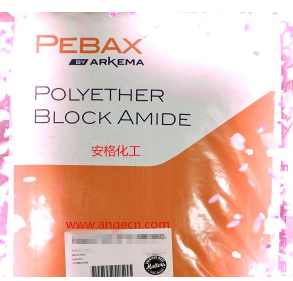 PEBAX
BY ARKEMA
POLYETHER
BLOCK AMIDE
安格化工
www.angecn.com